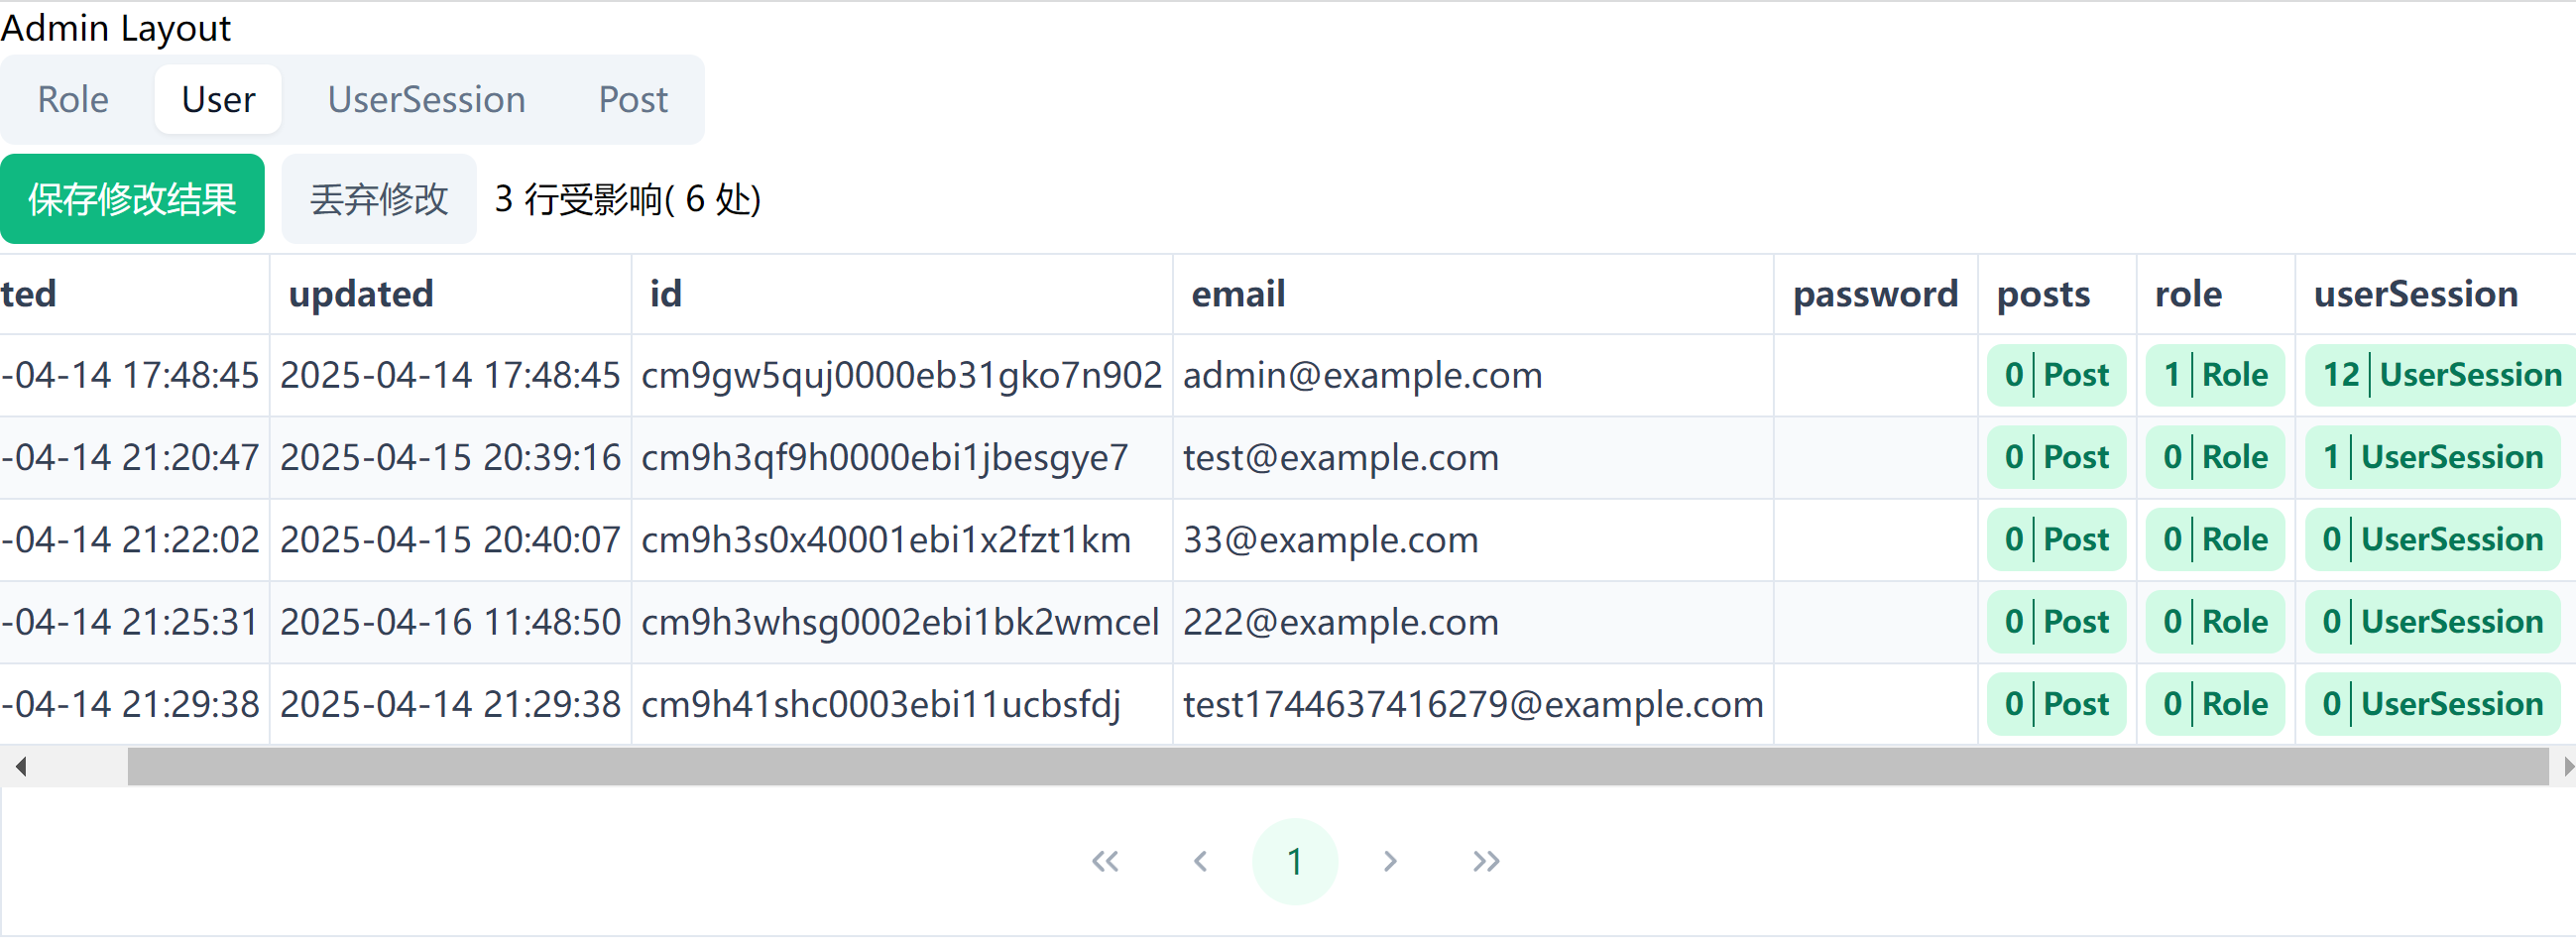 Admin Layout
Role User UserSession Post
保存修改结果 丢弃修改 3 行受影响( 6 处)
ted updated id email password posts role userSession
-04-14 17:48:45 2025-04-14 17:48:45 cm9gw5quj0000eb31gko7n902 admin@example.com 0 Post 1 Role 12 UserSession
-04-14 21:20:47 2025-04-15 20:39:16 cm9h3qf9h0000ebi1jbesgye7 test@example.com 0 Post 0 Role 1 UserSession
-04-14 21:22:02 2025-04-15 20:40:07 cm9h3s0x40001ebi1x2fzt1km 33@example.com 0 Post 0 Role 0 UserSession
-04-14 21:25:31 2025-04-16 11:48:50 cm9h3whsg0002ebi1bk2wmcel 222@example.com 0 Post 0 Role 0 UserSession
-04-14 21:29:38 2025-04-14 21:29:38 cm9h41shc0003ebi11ucbsfdj test1744637416279@example.com 0 Post 0 Role 0 UserSession
1